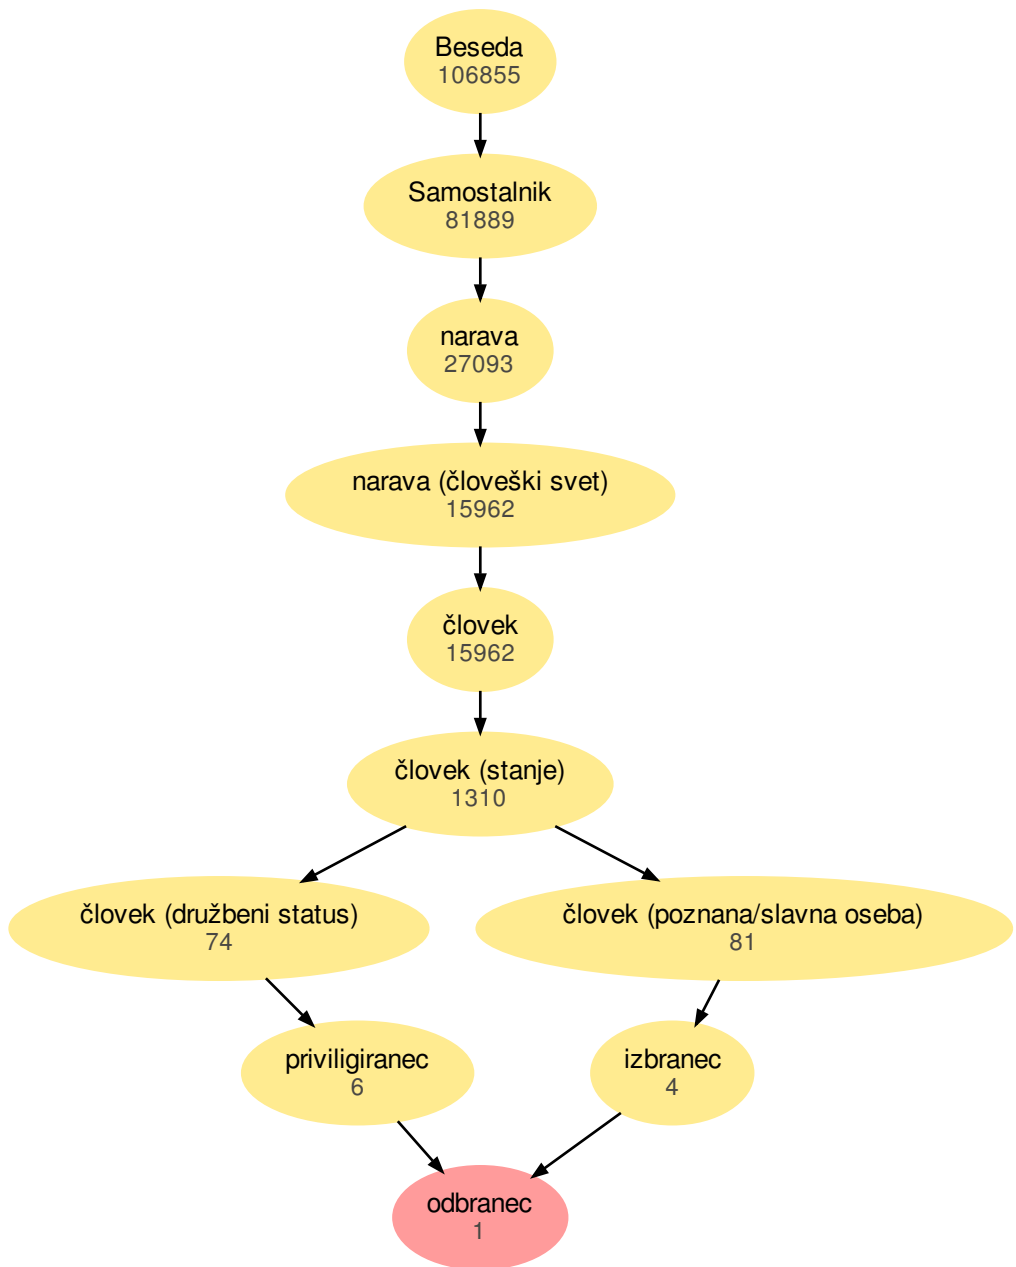 Beseda
106855
Samostalnik
81889
narava
27093
narava (človeški svet)
15962
človek
15962
človek (stanje)
1310
človek (družbeni status)
74
človek (poznana/slavna oseba)
81
priviligiranec
6
izbranec
4
odbranec
1